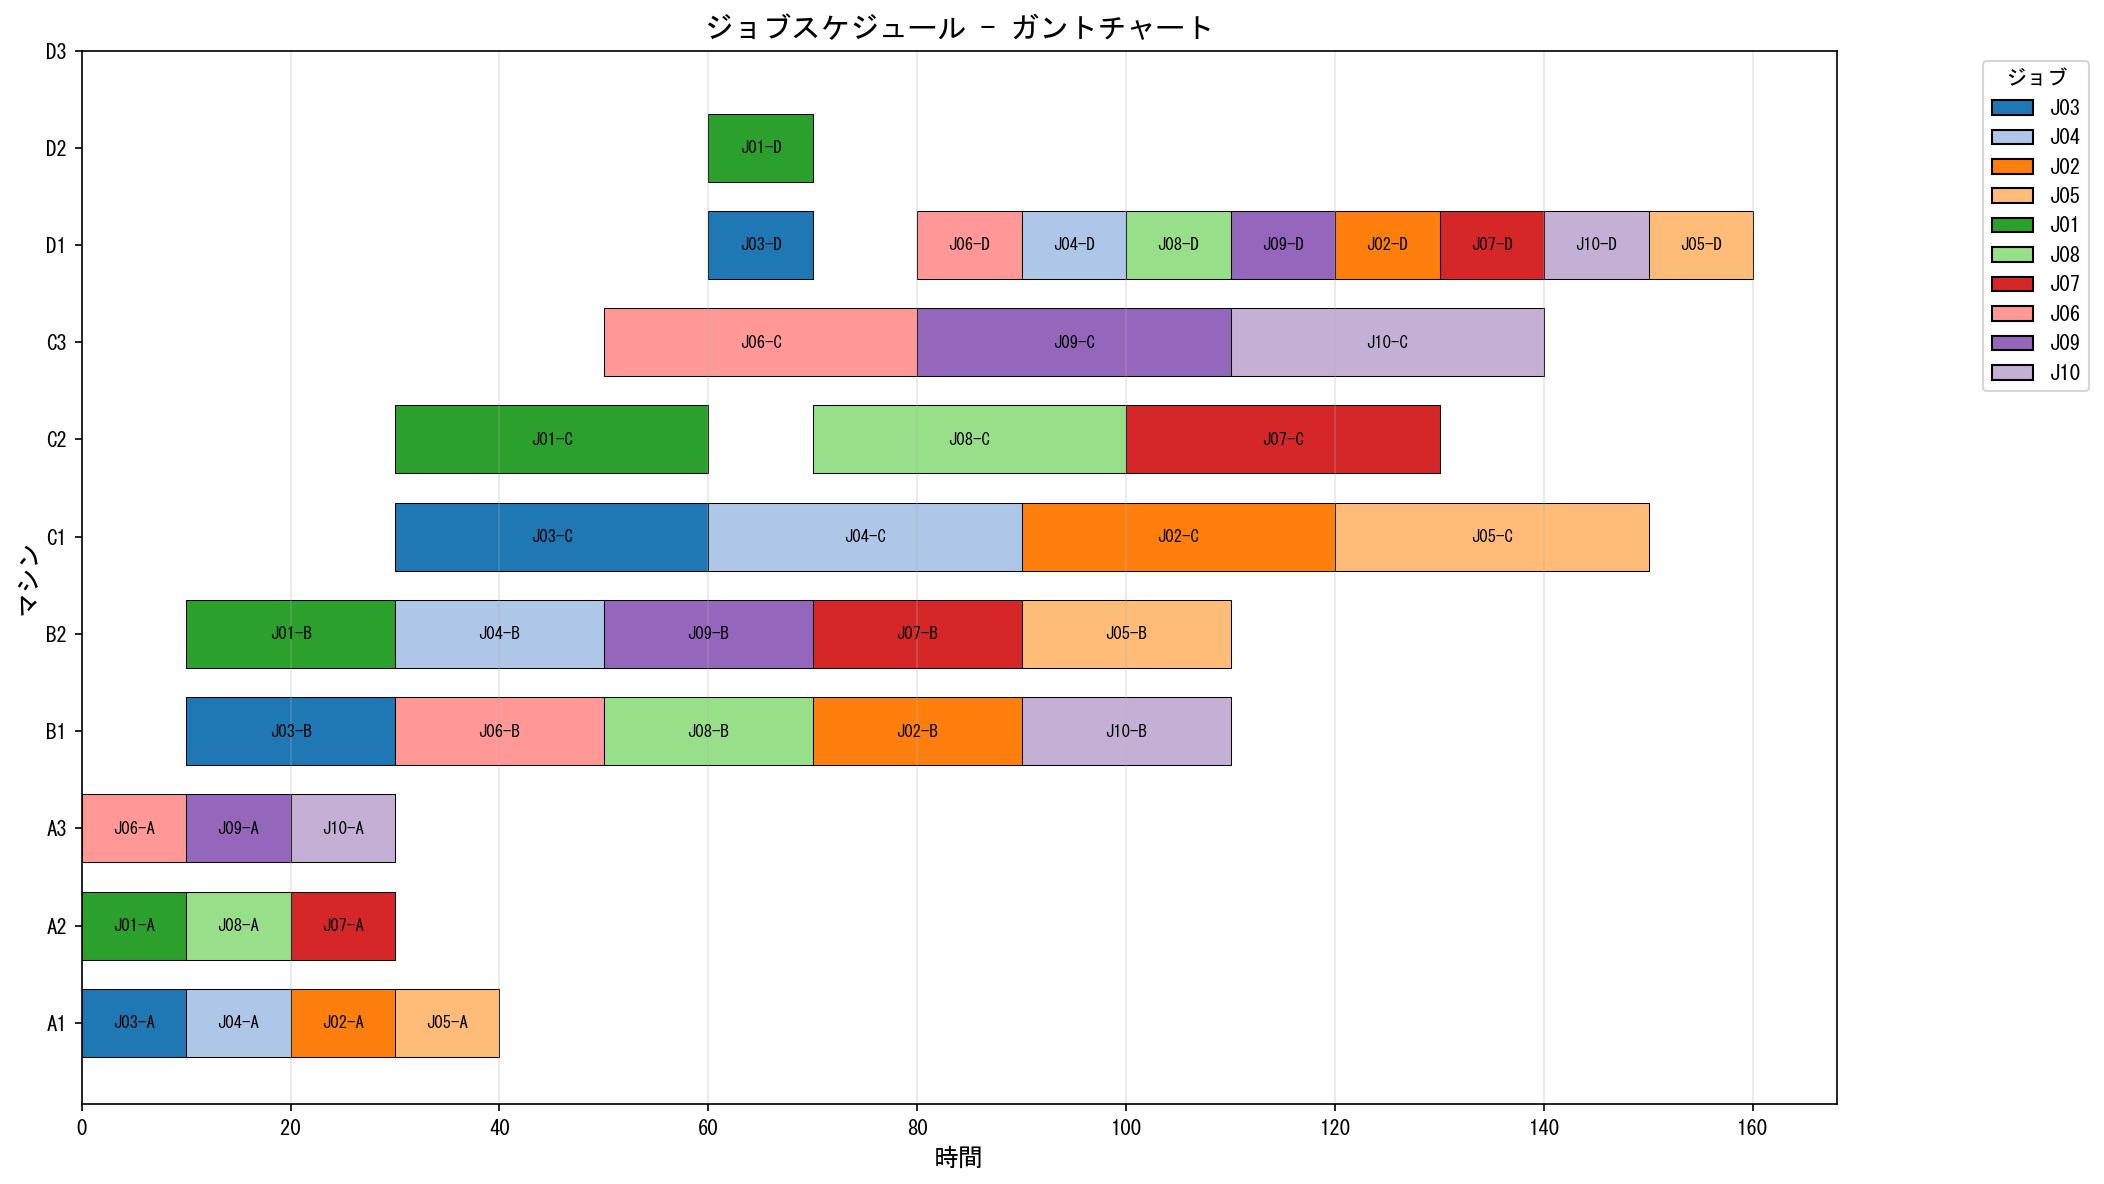 ジョブスケジュール - ガントチャート
D3
ジョブ
J03
J04
J02
J05
J01
J08
J07
J06
J09
J10
D2
J01-D
D1
J03-D J06-D J04-D J08-D J09-D J02-D J07-D J10-D J05-D
C3
J06-C J09-C J10-C
C2
J01-C J08-C J07-C
C1
J03-C J04-C J02-C J05-C
マシン
B2
J01-B J04-B J09-B J07-B J05-B
B1
J03-B J06-B J08-B J02-B J10-B
A3
J06-A J09-A J10-A
A2
J01-A J08-A J07-A
A1
J03-A J04-A J02-A J05-A
0 20 40 60 80 100 120 140 160
時間